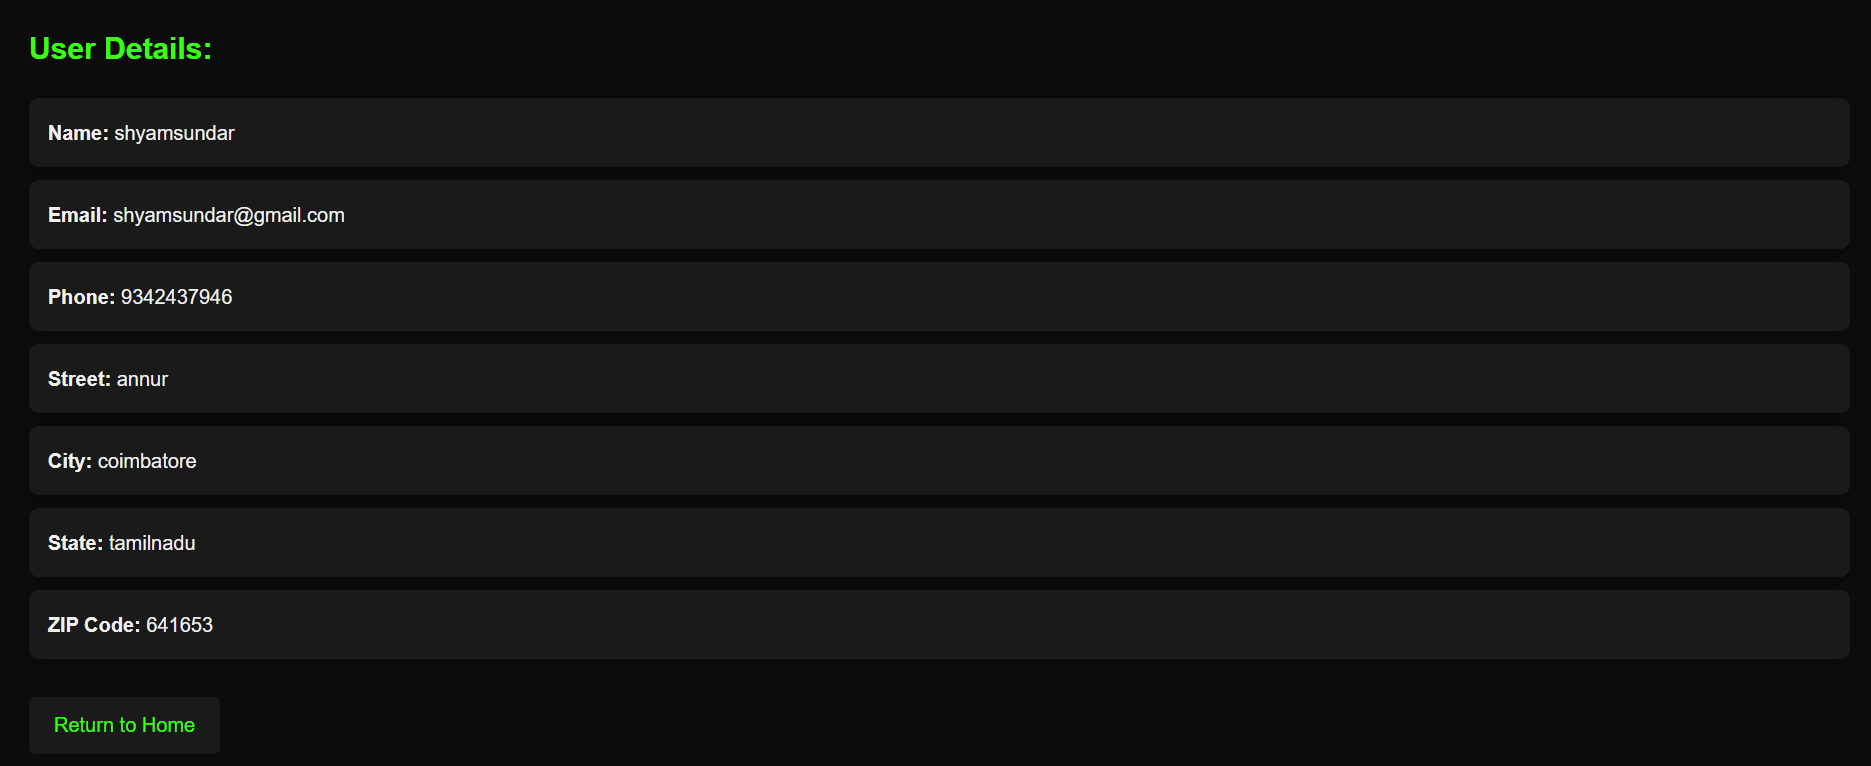 User Details:
Name: shyamsundar
Email: shyamsundar@gmail.com
Phone: 9342437946
Street: annur
City: coimbatore
State: tamilnadu
ZIP Code: 641653
Return to Home